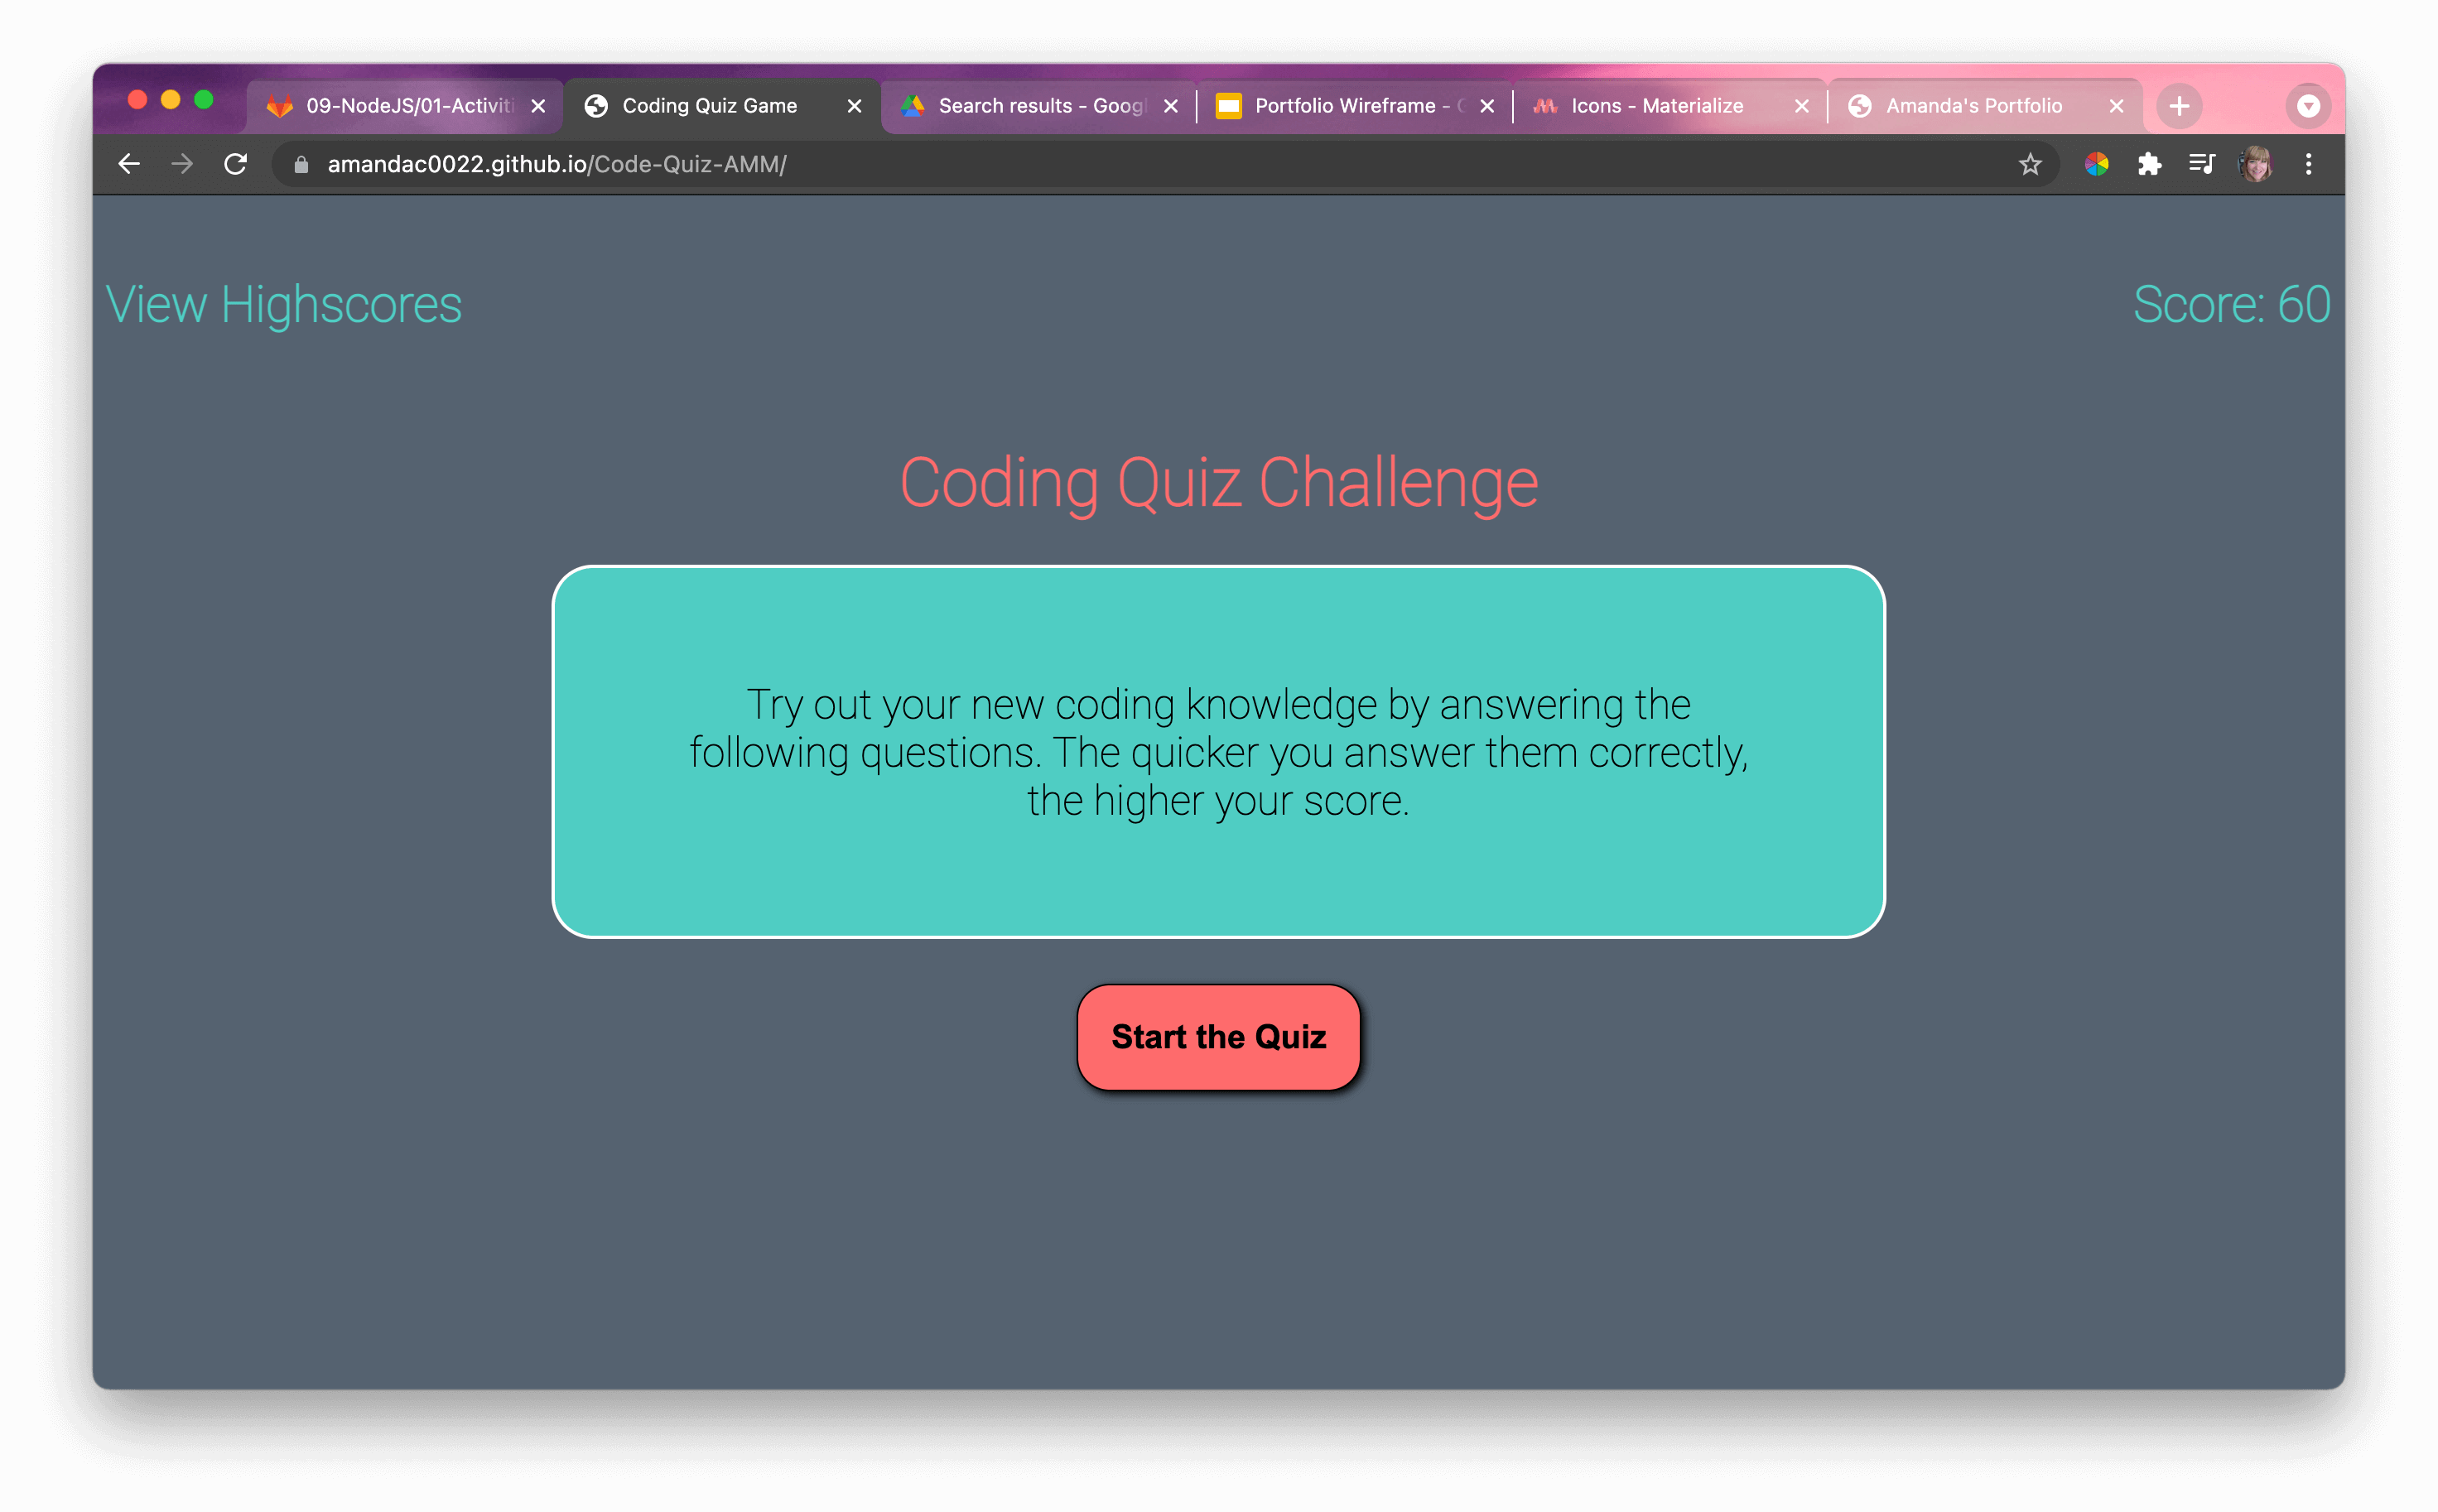 09-NodeJS/01-Activiti
Coding Quiz Game
Search results - Googl
Portfolio Wireframe -
Icons - Materialize
Amanda's Portfolio
amandac0022.github.io/Code-Quiz-AMM/
View Highscores
Score: 60
Coding Quiz Challenge
Try out your new coding knowledge by answering the
following questions. The quicker you answer them correctly,
the higher your score.
Start the Quiz